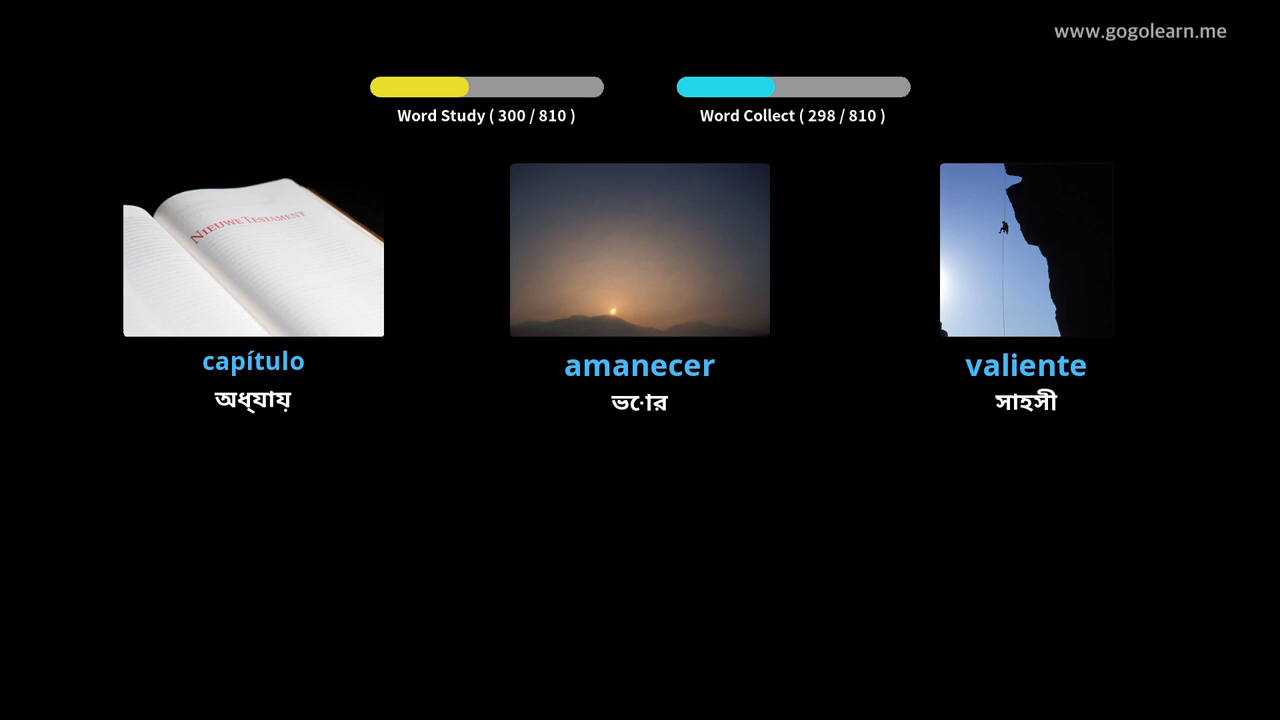 www.gogolearn.me
Word Study ( 300 / 810 )
Word Collect ( 298 / 810 )
NIEUWE TESTAMENT
capítulo
amanecer
valiente
অধ্যায়
ভোর
সাহসী